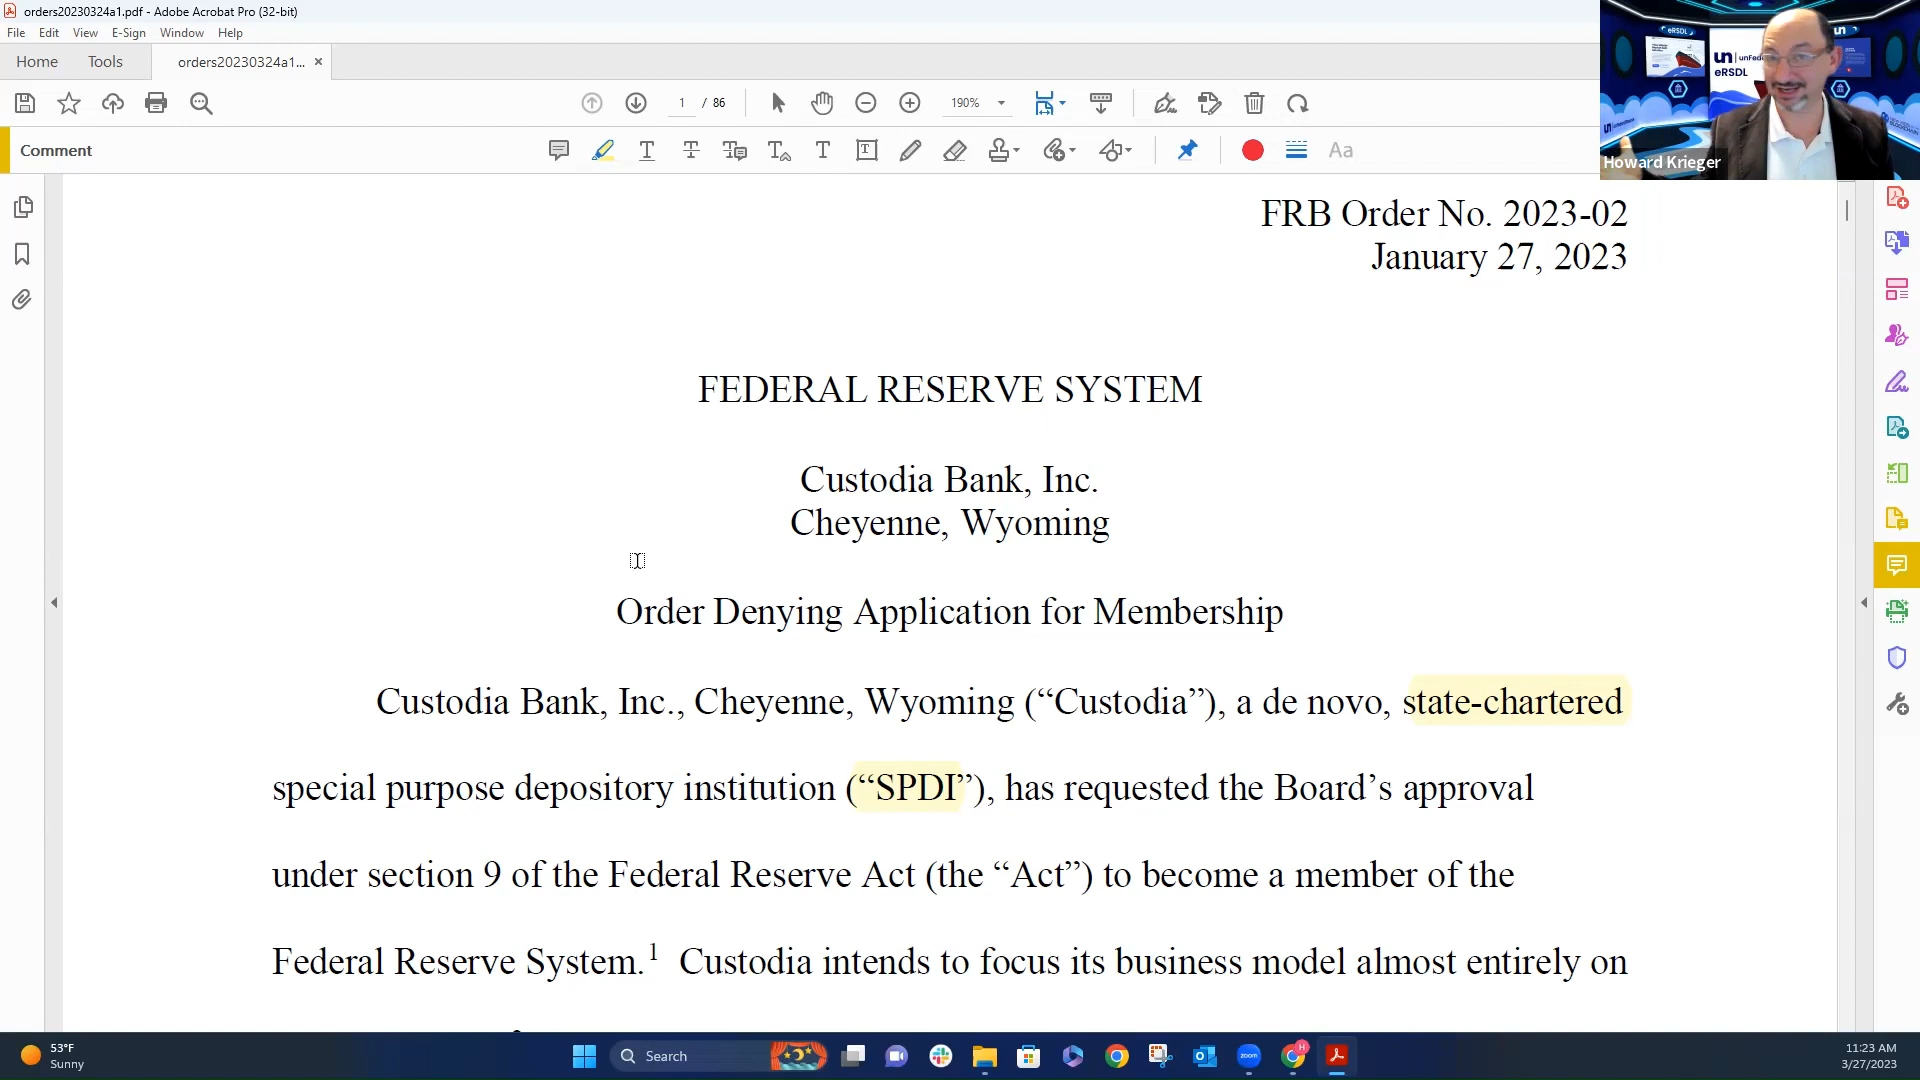 orders20230324a1.pdf - Adobe Acrobat Pro (32-bit)
File Edit View E-Sign Window Help
Home Tools orders20230324a1... ×
1 / 86 190%
Comment
Aa
eRSDL
un
eRSDL
Howard Krieger
FRB Order No. 2023-02
January 27, 2023
FEDERAL RESERVE SYSTEM
Custodia Bank, Inc.
Cheyenne, Wyoming
Order Denying Application for Membership
Custodia Bank, Inc., Cheyenne, Wyoming (“Custodia”), a de novo, state-chartered
special purpose depository institution (“SPDI”), has requested the Board’s approval
under section 9 of the Federal Reserve Act (the “Act”) to become a member of the
Federal Reserve System.1 Custodia intends to focus its business model almost entirely on
53°F
Sunny
Search
zoom
H
11:23 AM
3/27/2023